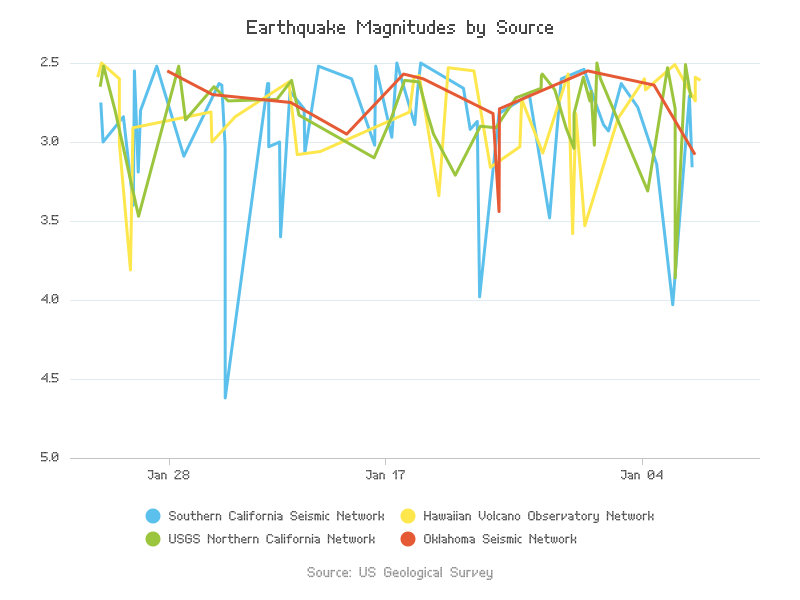 Earthquake Magnitudes by Source
2.5
3.0
3.5
4.0
4.5
5.0
Jan 28 Jan 17 Jan 04
Southern California Seismic Network Hawaiian Volcano Observatory Network
USGS Northern California Network Oklahoma Seismic Network
Source: US Geological Survey